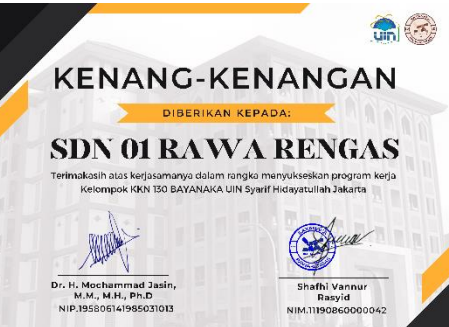 uin
KENANG-KENANGAN
DIBERIKAN KEPADA:
SDN 01 RAWA RENGAS
Terimakasih atas kerjasamanya dalam rangka menyukseskan program kerja
Kelompok KKN 130 BAYANAKA UIN Syarif Hidayatullah Jakarta
Dr. H. Mochammad Jasin,
M.M., M.H., Ph.D
NIP.195806141985031013
Shafhi Vannur
Rasyid
NIM.11190860000042